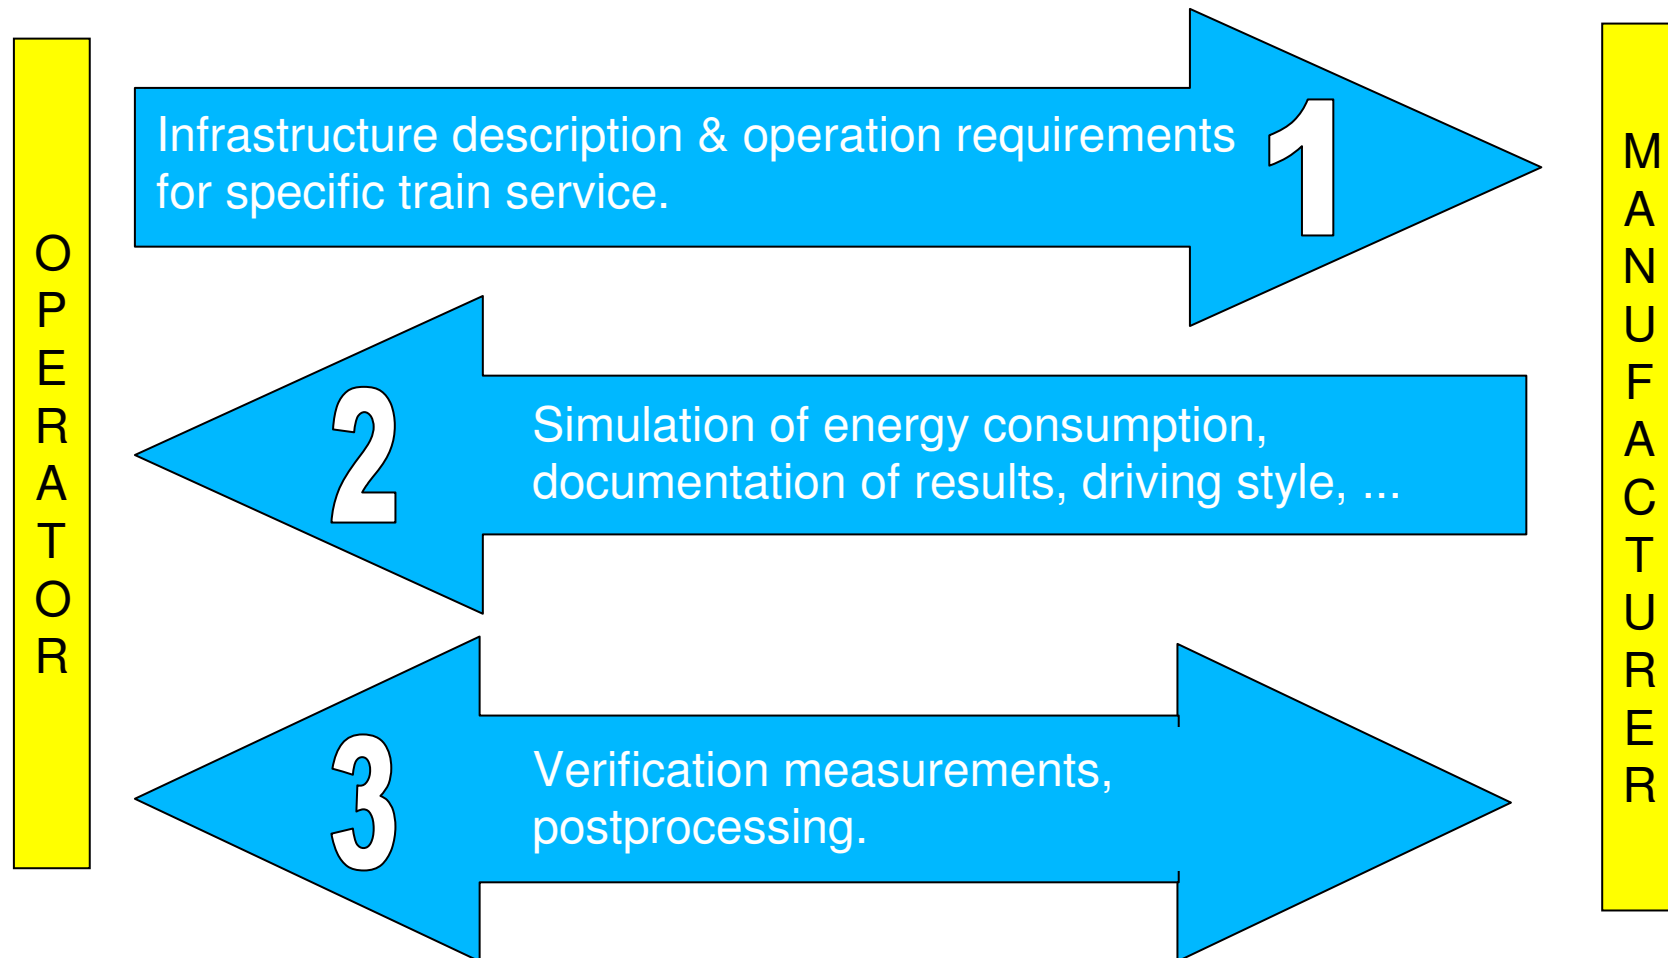 OPERATOR
Infrastructure description & operation requirements
for specific train service.
1
2
Simulation of energy consumption,
documentation of results, driving style, ...
3
Verification measurements,
postprocessing.
MANUFACTURER